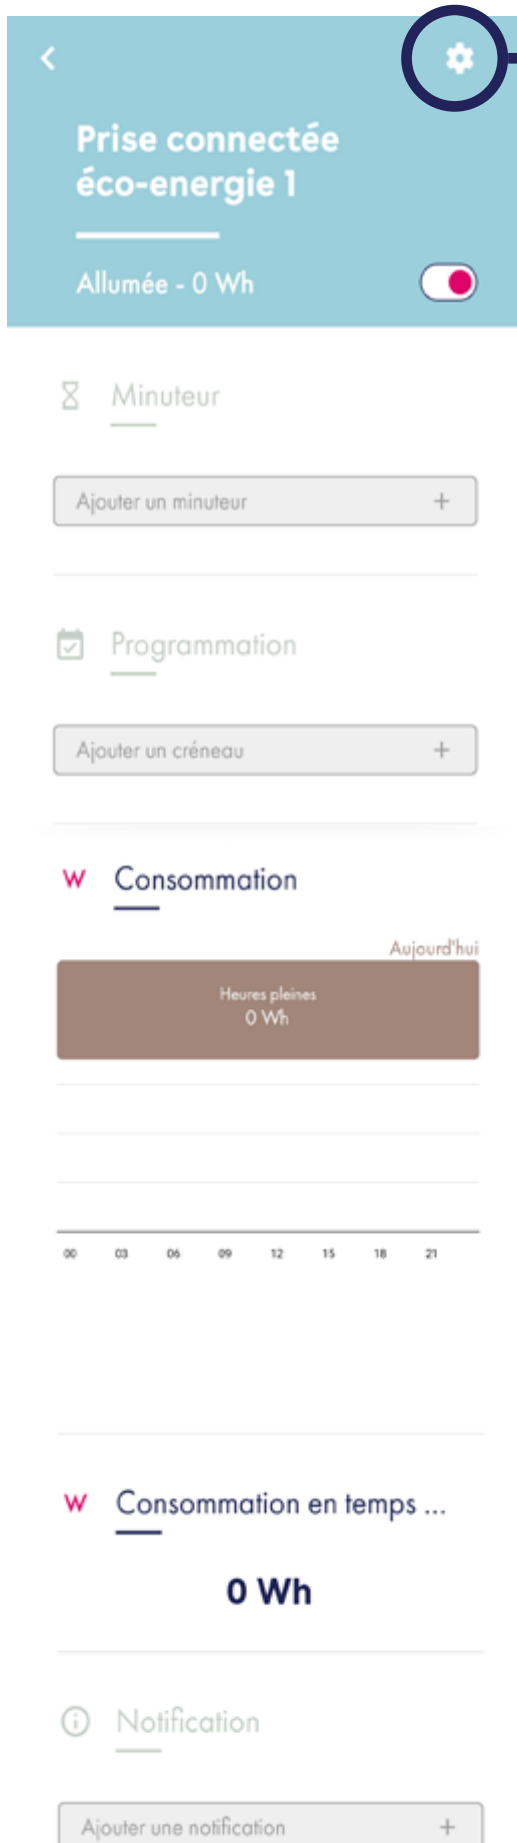 Prise connectée
éco-energie 1
Allumée - 0 Wh
Minuteur
Ajouter un minuteur +
Programmation
Ajouter un créneau +
W Consommation
Aujourd'hui
Heures pleines
0 Wh
00 03 06 09 12 15 18 21
W Consommation en temps ...
0 Wh
Notification
Ajouter une notification +